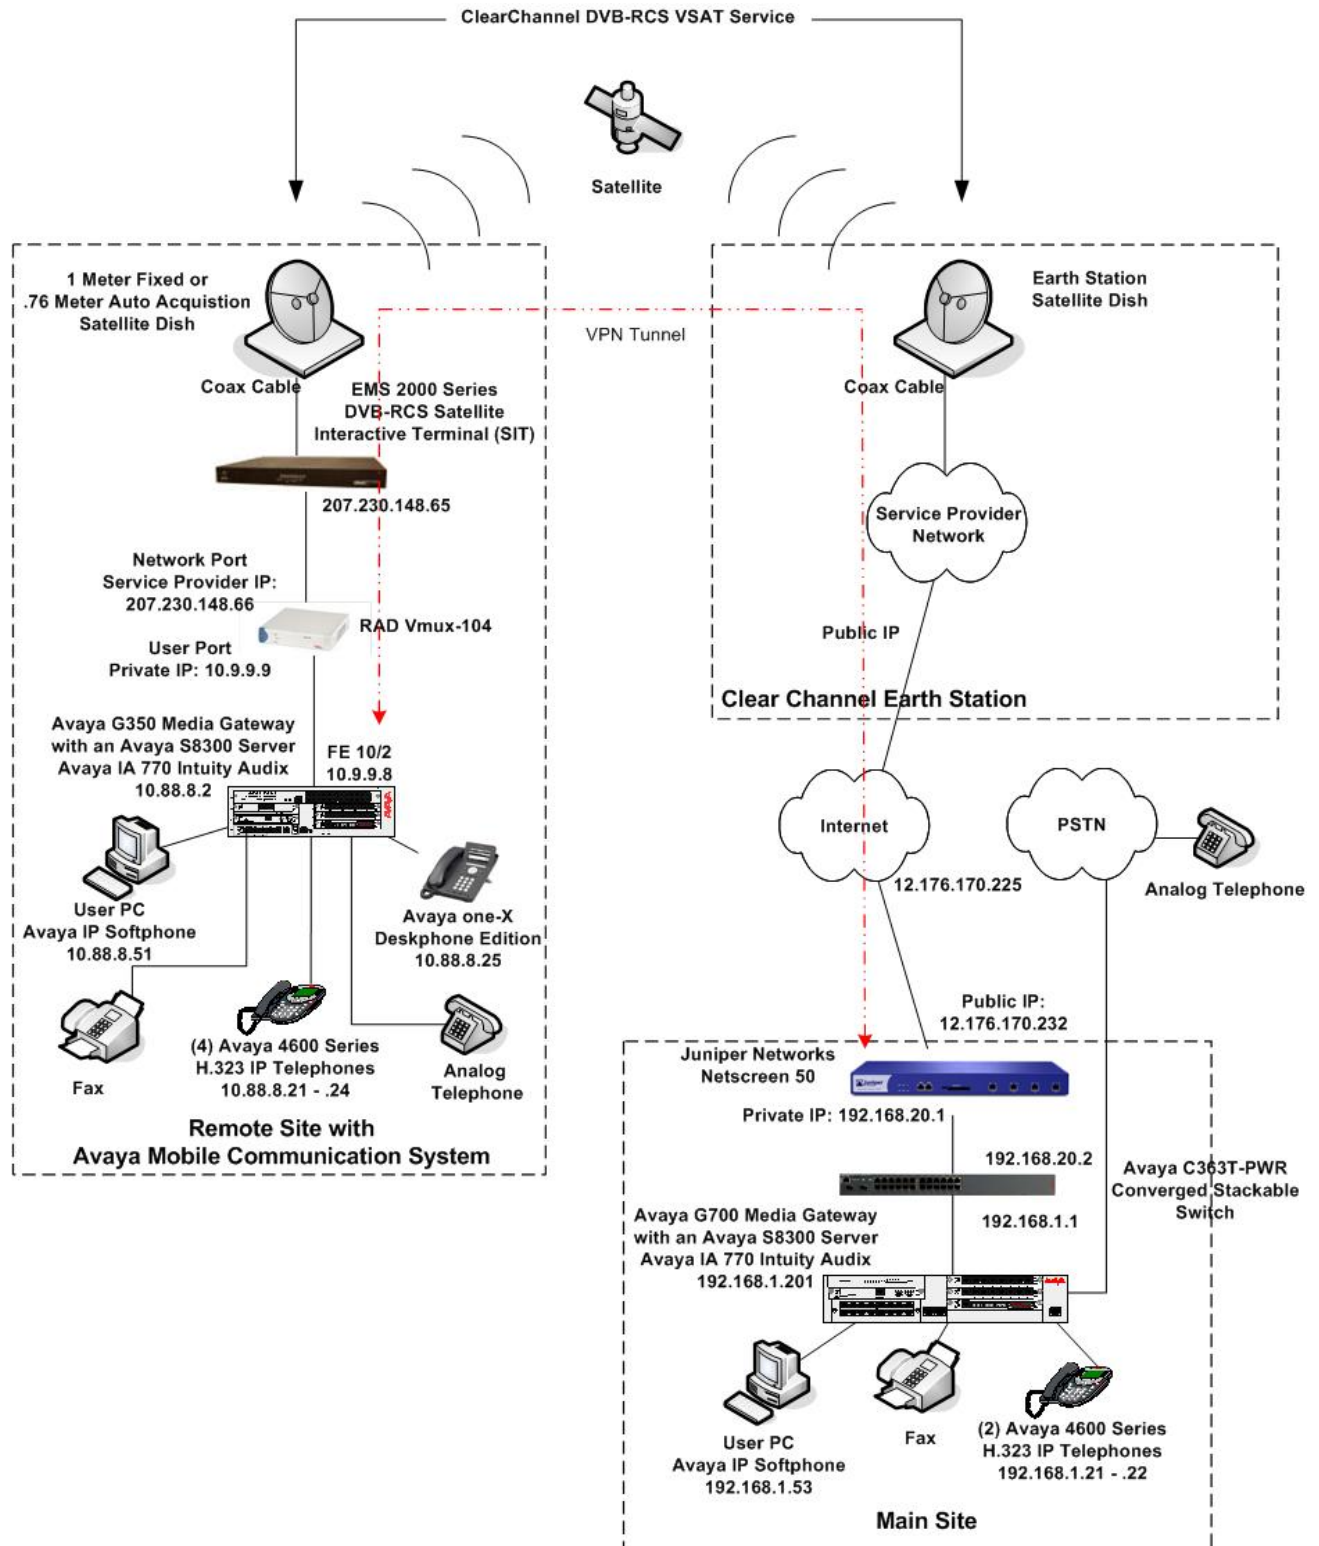 ClearChannel DVB-RCS VSAT Service
Satellite
1 Meter Fixed or
.76 Meter Auto Acquistion
Satellite Dish
Earth Station
Satellite Dish
VPN Tunnel
Coax Cable
Coax Cable
EMS 2000 Series
DVB-RCS Satellite
Interactive Terminal (SIT)
207.230.148.65
Service Provider
Network
Network Port
Service Provider IP:
207.230.148.66
RAD Vmux-104
User Port
Private IP: 10.9.9.9
Public IP
Clear Channel Earth Station
Avaya G350 Media Gateway
with an Avaya S8300 Server
Avaya IA 770 Intuity Audix
10.88.8.2
FE 10/2
10.9.9.8
AVAYA
Internet
PSTN
12.176.170.225
Analog Telephone
User PC
Avaya IP Softphone
10.88.8.51
Avaya one-X
Deskphone Edition
10.88.8.25
Fax
(4) Avaya 4600 Series
H.323 IP Telephones
10.88.8.21 - .24
Analog
Telephone
Remote Site with
Avaya Mobile Communication System
Public IP:
12.176.170.232
Juniper Networks
Netscreen 50
Private IP: 192.168.20.1
192.168.20.2
Avaya C363T-PWR
Converged Stackable
Switch
192.168.1.1
Avaya G700 Media Gateway
with an Avaya S8300 Server
Avaya IA 770 Intuity Audix
192.168.1.201
User PC
Avaya IP Softphone
192.168.1.53
Fax
(2) Avaya 4600 Series
H.323 IP Telephones
192.168.1.21 - .22
Main Site